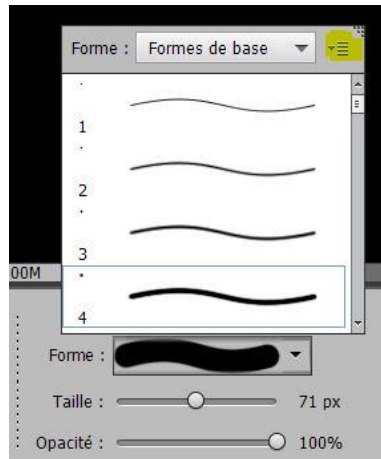 Forme : Formes de base
1
2
3
4
00M
Forme :
Taille : 71 px
Opacité : 100%